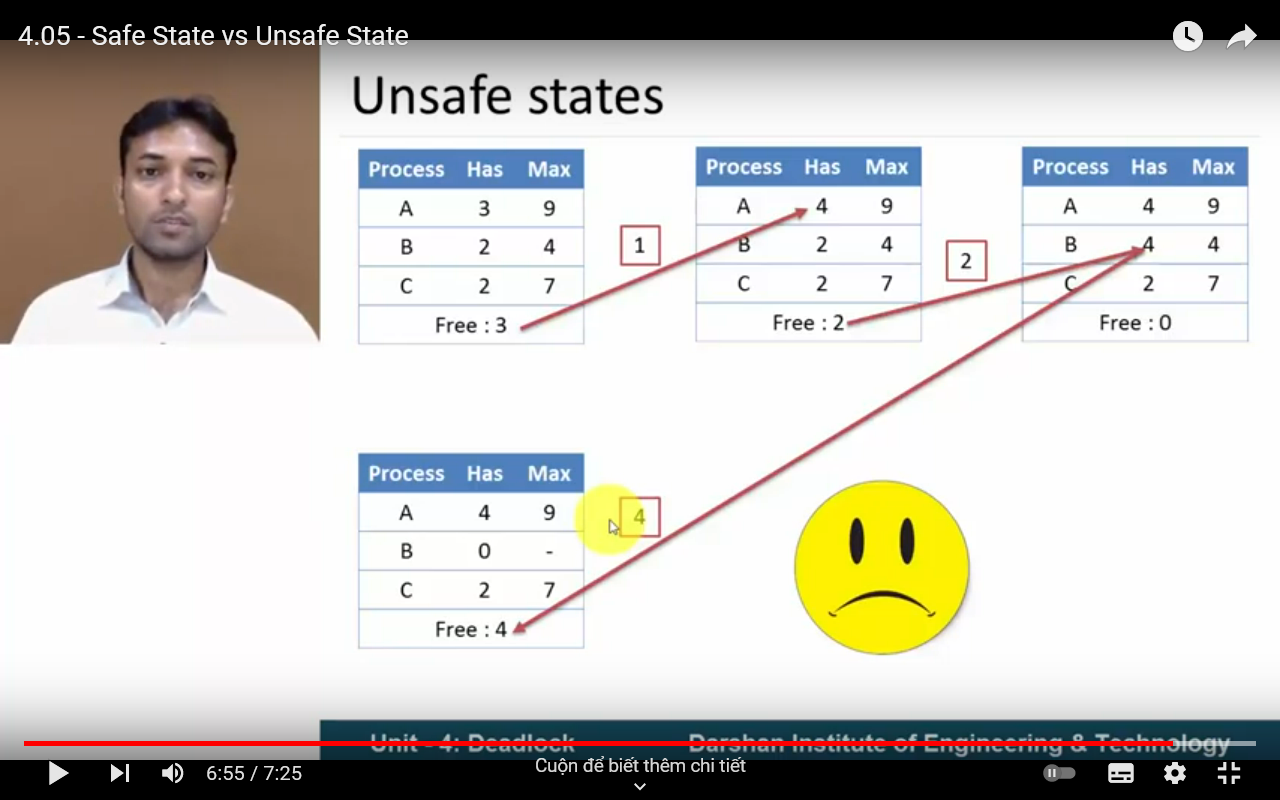 4.05 - Safe State vs Unsafe State
Unsafe states
Process Has Max
A 3 9
B 2 4
C 2 7
Free : 3
1
Process Has Max
A 4 9
B 2 4
C 2 7
Free : 2
2
Process Has Max
A 4 9
B 4 4
C 2 7
Free : 0
Process Has Max
A 4 9
B 0 -
C 2 7
Free : 4
4
Unit - 4: Deadlock
Darshan Institute of Engineering & Technology
6:55 / 7:25
Cuộn để biết thêm chi tiết